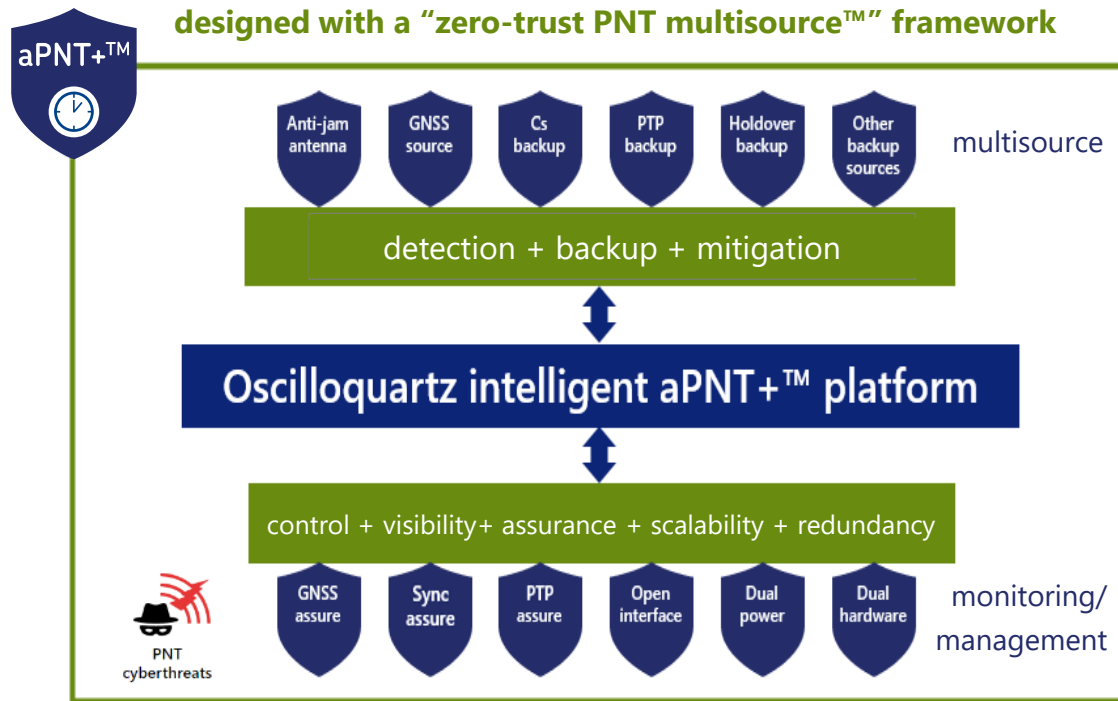 designed with a “zero-trust PNT multisource™” framework
aPNT+™
Anti-jam
antenna
GNSS
source
Cs
backup
PTP
backup
Holdover
backup
Other
backup
sources
multisource
detection + backup + mitigation
Oscilloquartz intelligent aPNT+™ platform
control + visibility+ assurance + scalability + redundancy
GNSS
assure
Sync
assure
PTP
assure
Open
interface
Dual
power
Dual
hardware
monitoring/
management
PNT
cyberthreats